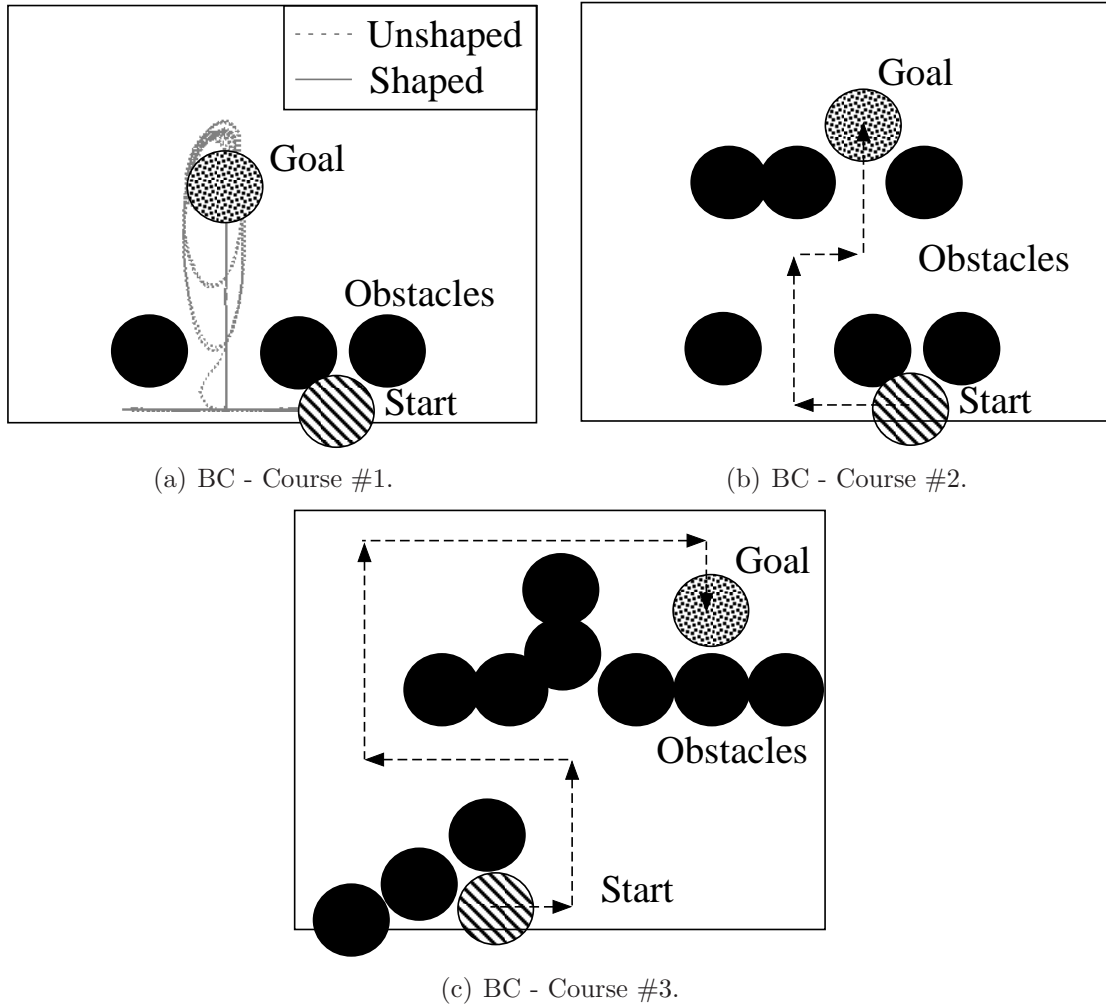 Unshaped
Shaped
Goal
Obstacles
Start
(a) BC - Course #1.
Goal
Obstacles
Start
(b) BC - Course #2.
Goal
Obstacles
Start
(c) BC - Course #3.